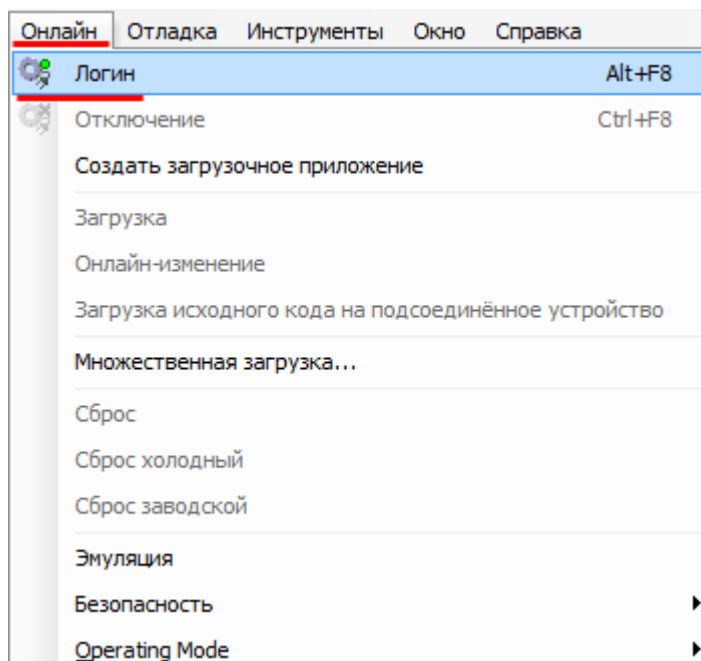 Онлайн Отладка Инструменты Окно Справка
Логин Alt+F8
Отключение Ctrl+F8
Создать загрузочное приложение
Загрузка
Онлайн-изменение
Загрузка исходного кода на подсоединённое устройство
Множественная загрузка...
Сброс
Сброс холодный
Сброс заводской
Эмуляция
Безопасность
Operating Mode